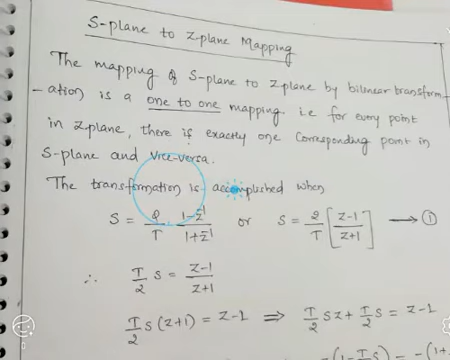 S-plane to Z-plane Mapping
The mapping of S-plane to Z plane by bilinear transform-
-ation is a one to one mapping i.e for every point
in Z plane, there is exactly one corresponding point in
S-plane and vice-versa.
The transformation is accomplished when
S = 2/T (1-z⁻¹)/(1+z⁻¹) or S = 2/T [z-1/z+1] → ①
∴ T/2 S = z-1/z+1
T/2 S(z+1) = z-1 ⇒ T/2 Sz + T/2 S = z-1